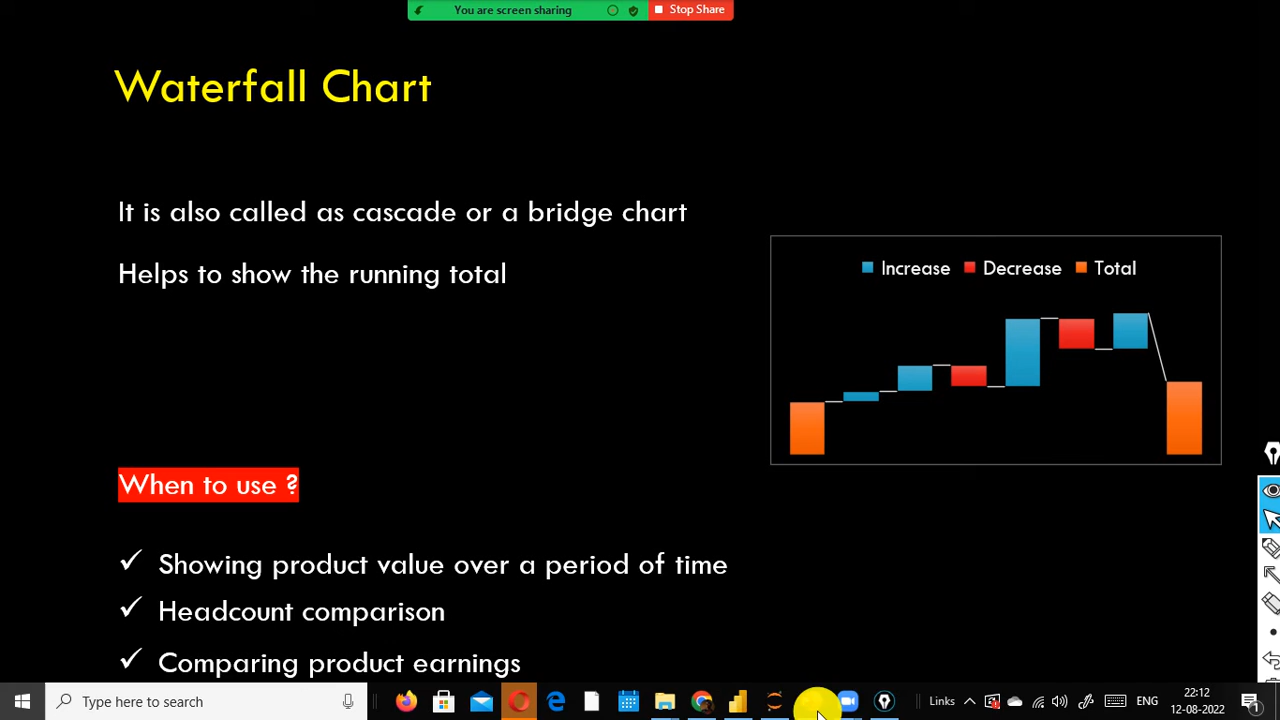 You are screen sharing
Stop Share
Waterfall Chart
It is also called as cascade or a bridge chart
Helps to show the running total
Increase Decrease Total
When to use ?
✓ Showing product value over a period of time
✓ Headcount comparison
✓ Comparing product earnings
Type here to search
Links
ENG
22:12
12-08-2022
1